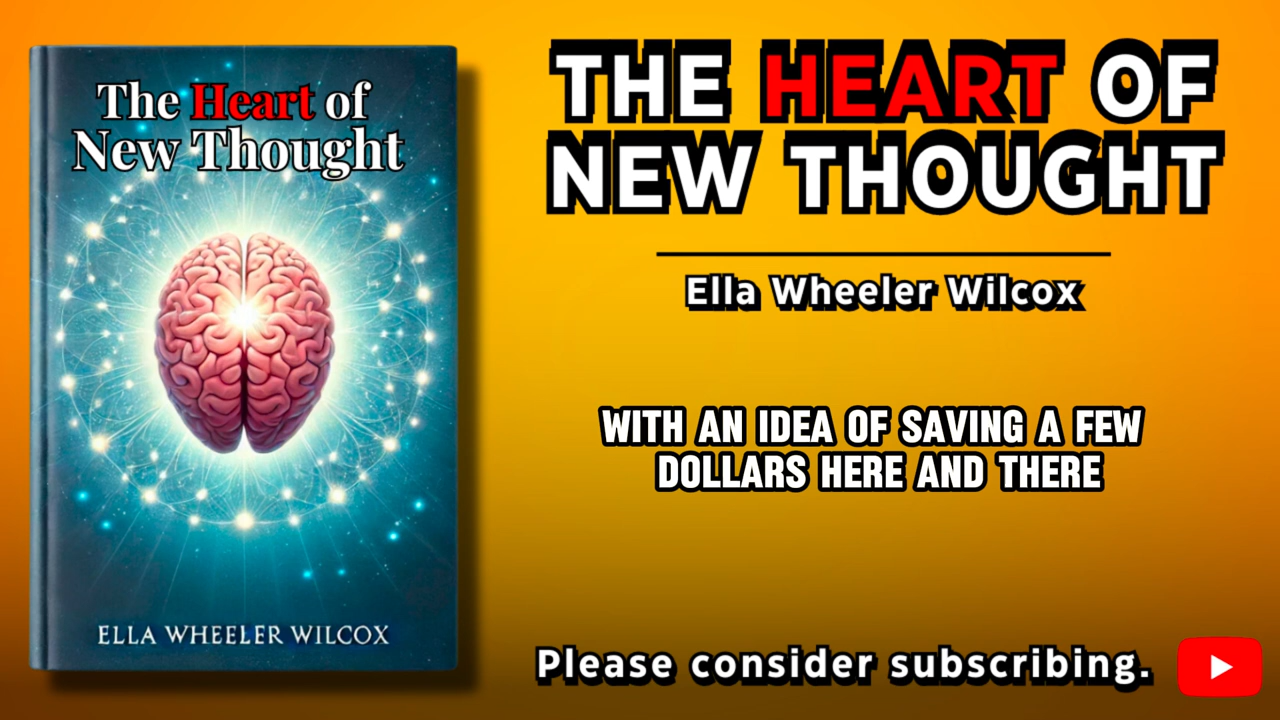 The Heart of
New Thought
ELLA WHEELER WILCOX
THE HEART OF
NEW THOUGHT
Ella Wheeler Wilcox
WITH AN IDEA OF SAVING A FEW
DOLLARS HERE AND THERE
Please consider subscribing.